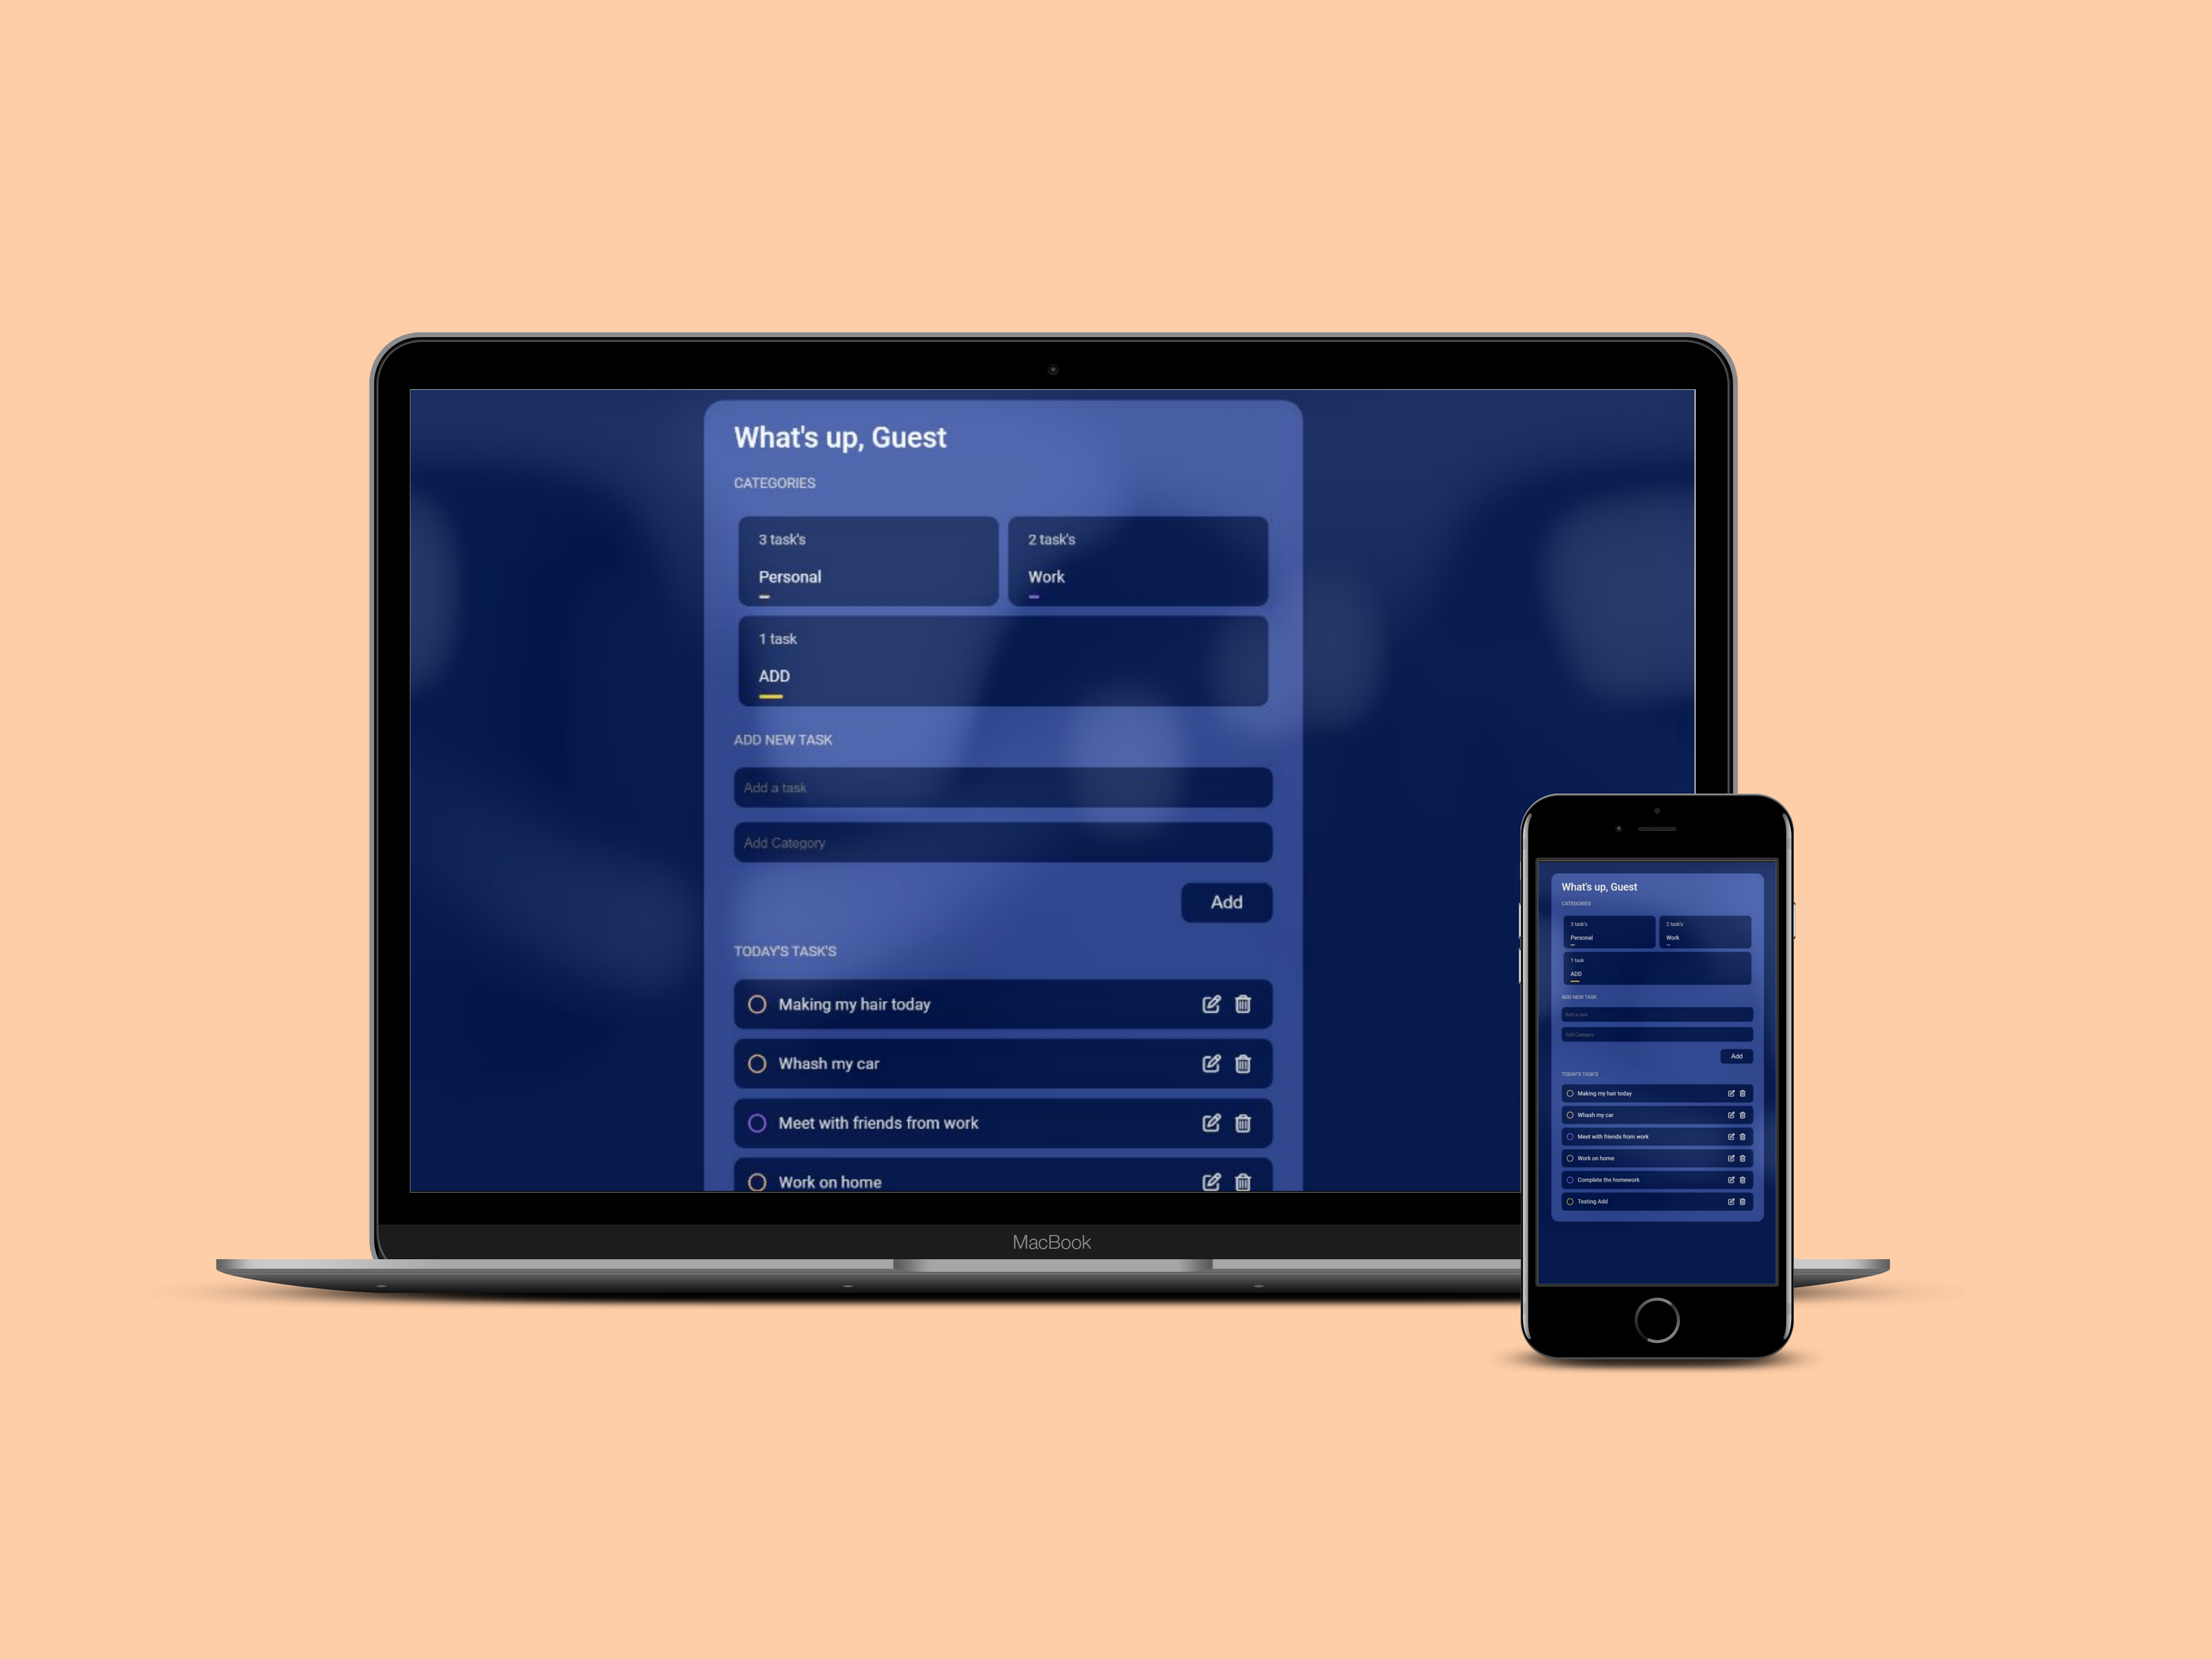 What's up, Guest
CATEGORIES
3 task's
Personal
2 task's
Work
1 task
ADD
ADD NEW TASK
Add a task
Add Category
Add
TODAY'S TASK'S
Making my hair today
Whash my car
Meet with friends from work
Work on home
MacBook
What's up, Guest
CATEGORIES
3 task's
Personal
2 task's
Work
1 task
ADD
ADD NEW TASK
Add a task
Add Category
Add
TODAY'S TASK'S
Making my hair today
Whash my car
Meet with friends from work
Work on home
Complete the homework
Testing Add